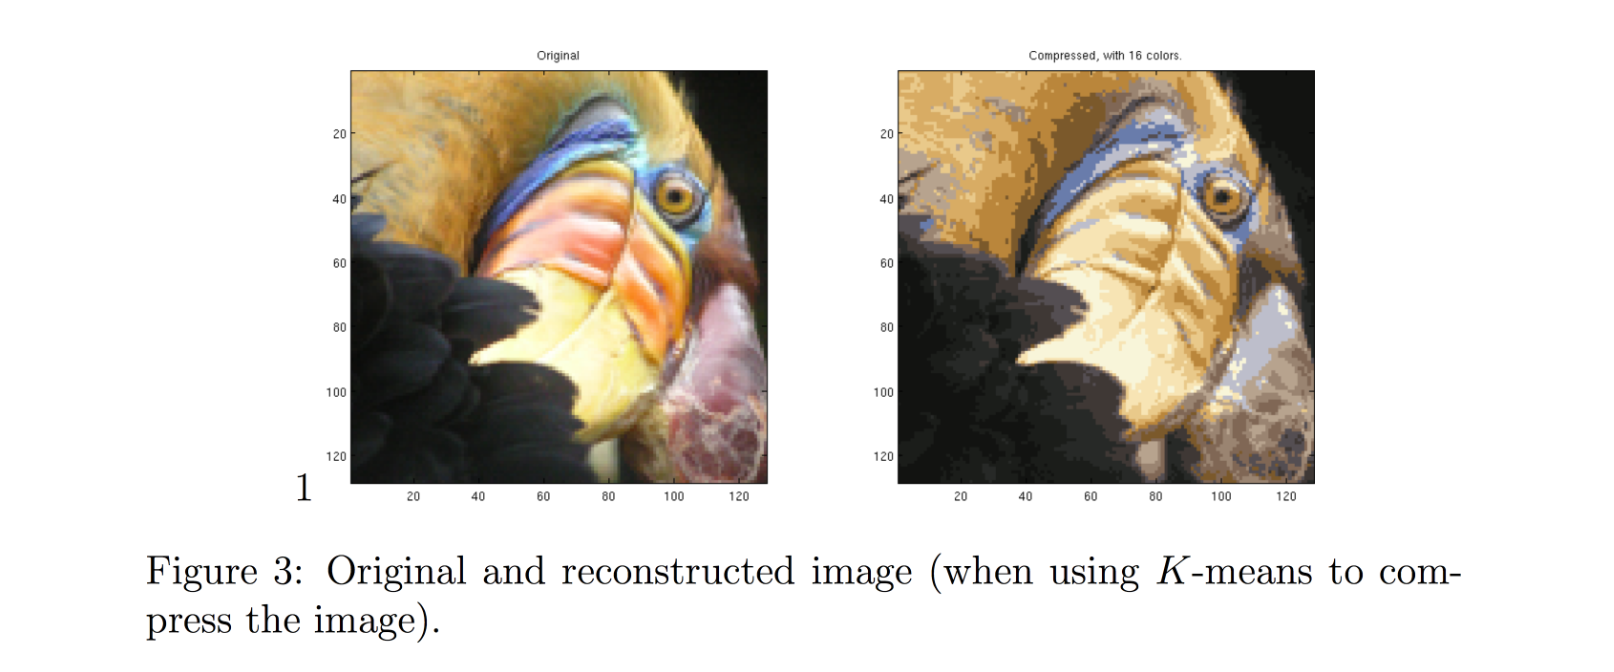 Original
Compressed, with 16 colors.
20
40
60
80
100
120
20 40 60 80 100 120
20
40
60
80
100
120
20 40 60 80 100 120
1
Figure 3: Original and reconstructed image (when using K-means to com-
press the image).